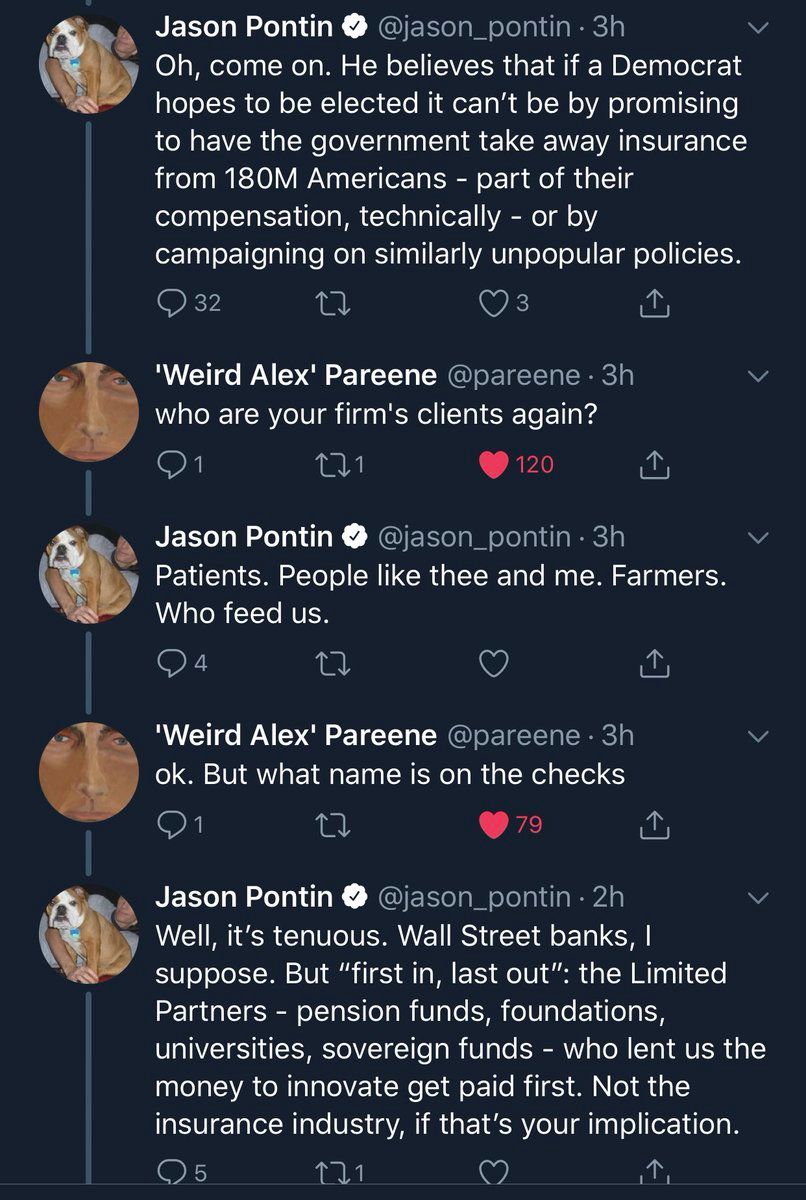 Jason Pontin @jason_pontin · 3h
Oh, come on. He believes that if a Democrat
hopes to be elected it can’t be by promising
to have the government take away insurance
from 180M Americans - part of their
compensation, technically - or by
campaigning on similarly unpopular policies.
32 3
'Weird Alex' Pareene @pareene · 3h
who are your firm's clients again?
1 1 120
Jason Pontin @jason_pontin · 3h
Patients. People like thee and me. Farmers.
Who feed us.
4
'Weird Alex' Pareene @pareene · 3h
ok. But what name is on the checks
1 79
Jason Pontin @jason_pontin · 2h
Well, it’s tenuous. Wall Street banks, I
suppose. But “first in, last out”: the Limited
Partners - pension funds, foundations,
universities, sovereign funds - who lent us the
money to innovate get paid first. Not the
insurance industry, if that’s your implication.
5 1